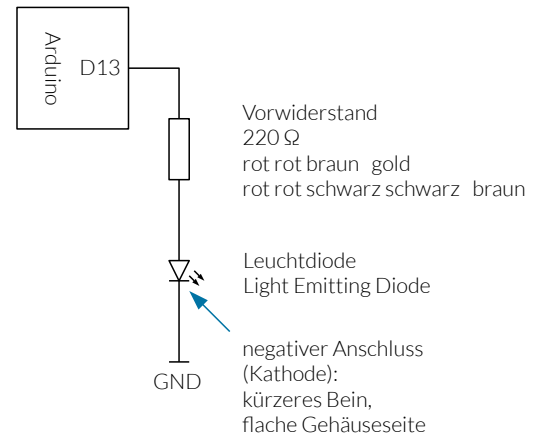 Arduino
D13
Vorwiderstand
220 Ω
rot rot braun gold
rot rot schwarz schwarz braun
Leuchtdiode
Light Emitting Diode
negativer Anschluss
(Kathode):
kürzeres Bein,
flache Gehäuseseite
GND